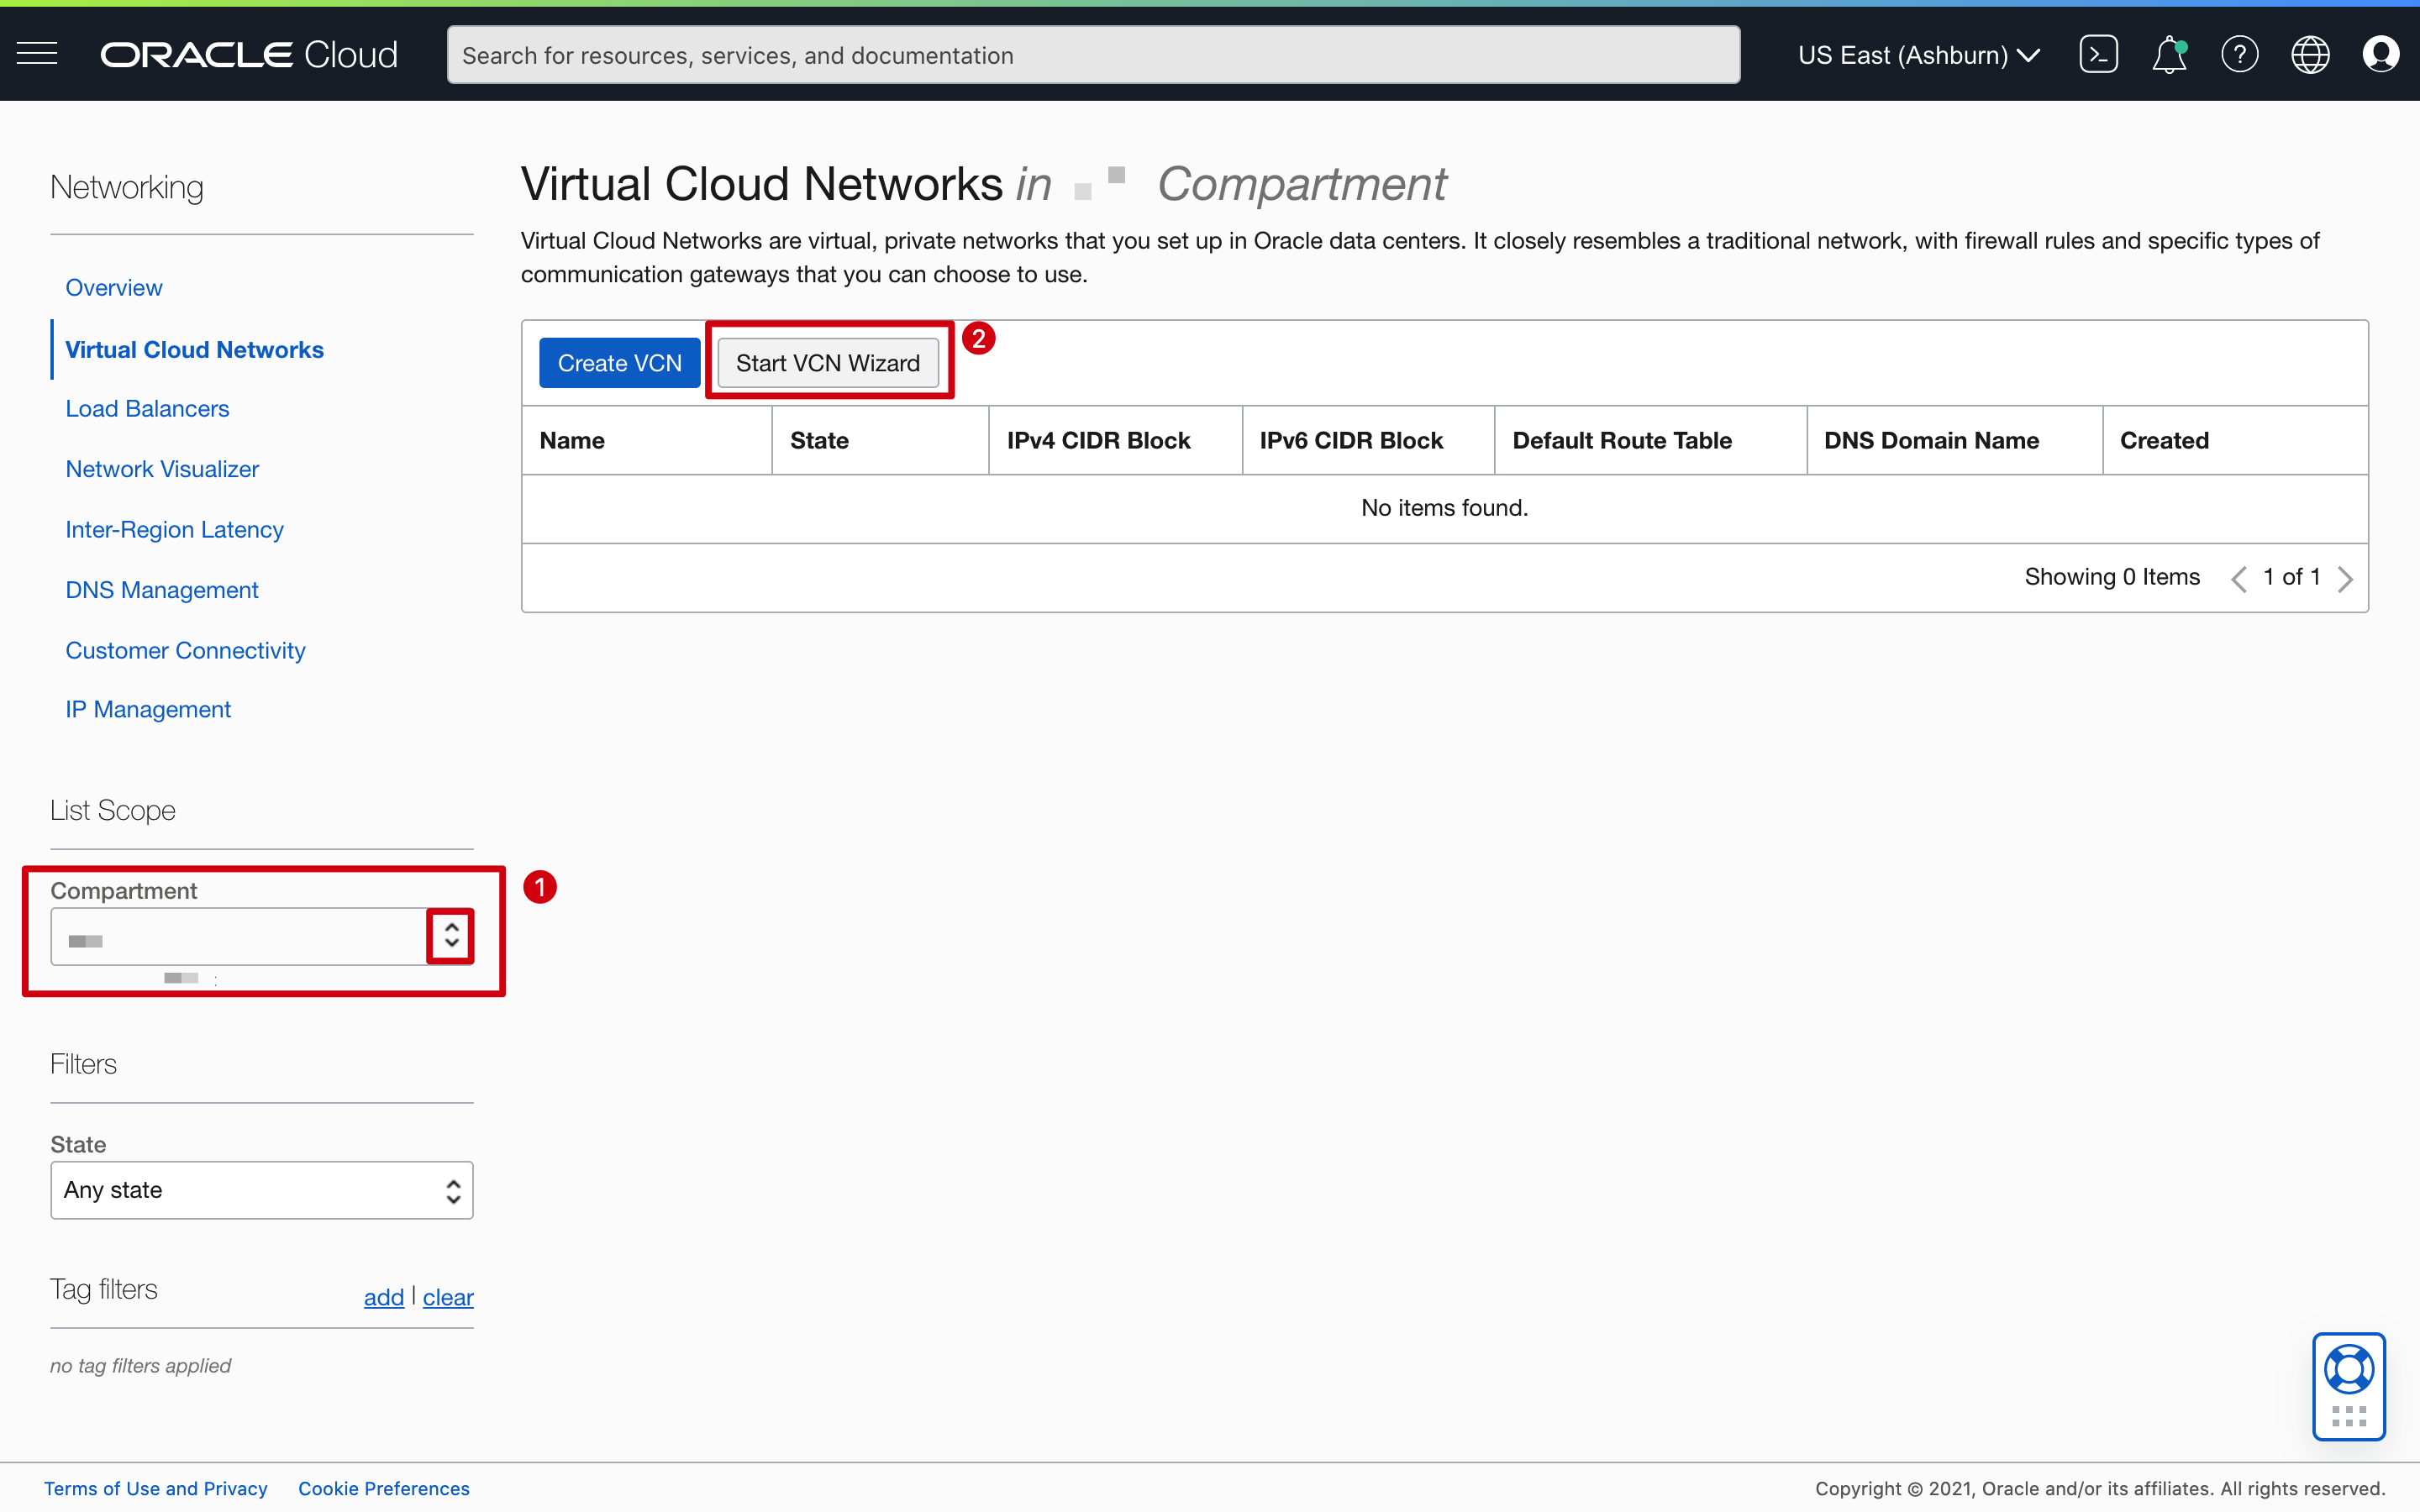 ORACLE Cloud
Search for resources, services, and documentation
US East (Ashburn)
Networking
Overview
Virtual Cloud Networks
Load Balancers
Network Visualizer
Inter-Region Latency
DNS Management
Customer Connectivity
IP Management
List Scope
Compartment
1
Filters
State
Any state
Tag filters
add | clear
no tag filters applied
Virtual Cloud Networks in Compartment
Virtual Cloud Networks are virtual, private networks that you set up in Oracle data centers. It closely resembles a traditional network, with firewall rules and specific types of
communication gateways that you can choose to use.
Create VCN Start VCN Wizard 2
Name State IPv4 CIDR Block IPv6 CIDR Block Default Route Table DNS Domain Name Created
No items found.
Showing 0 Items 1 of 1
Terms of Use and Privacy Cookie Preferences
Copyright © 2021, Oracle and/or its affiliates. All rights reserved.